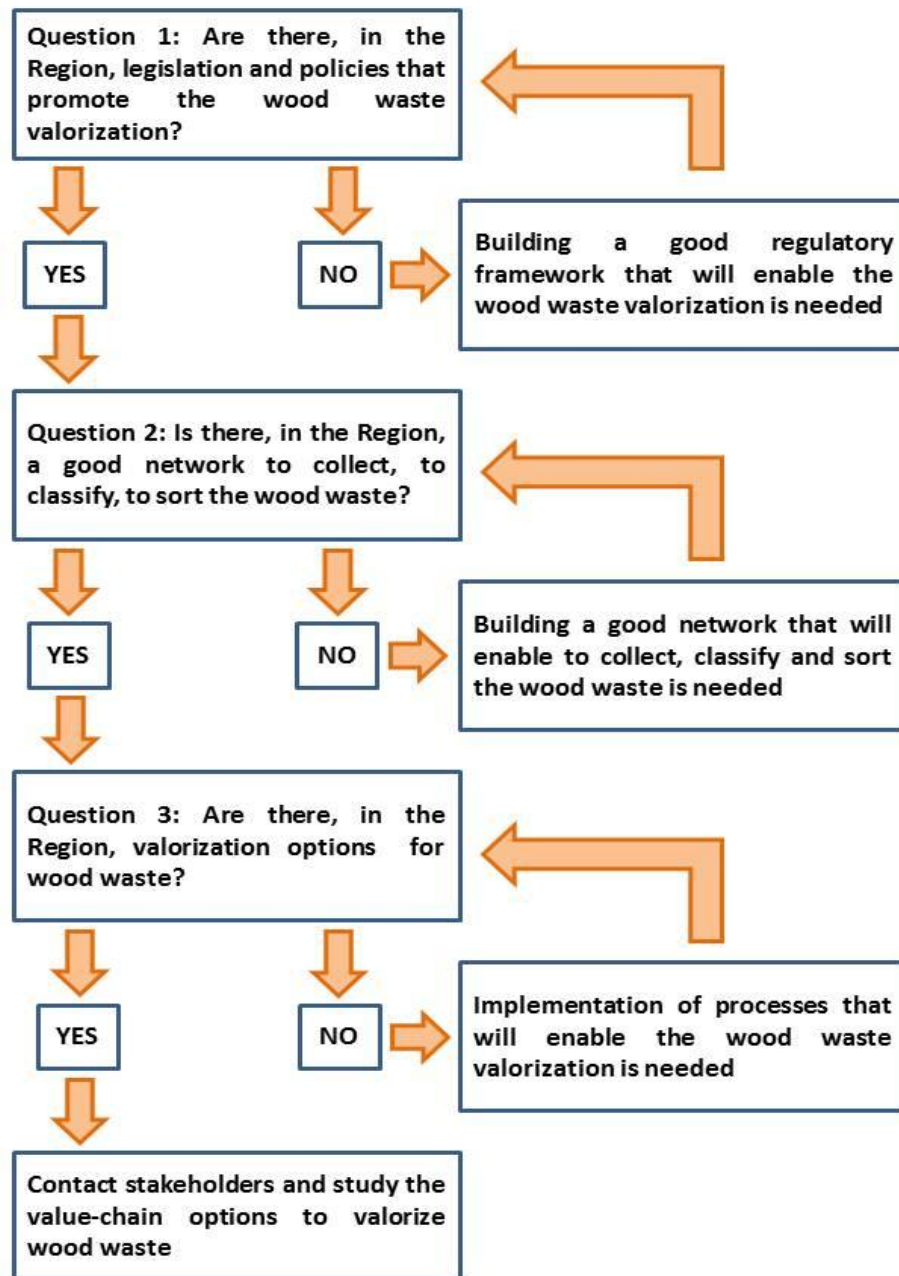 Question 1: Are there, in the
Region, legislation and policies that
promote the wood waste
valorization?
YES
NO
Building a good regulatory
framework that will enable the
wood waste valorization is needed
Question 2: Is there, in the Region,
a good network to collect, to
classify, to sort the wood waste?
YES
NO
Building a good network that will
enable to collect, classify and sort
the wood waste is needed
Question 3: Are there, in the
Region, valorization options for
wood waste?
YES
NO
Implementation of processes that
will enable the wood waste
valorization is needed
Contact stakeholders and study the
value-chain options to valorize
wood waste